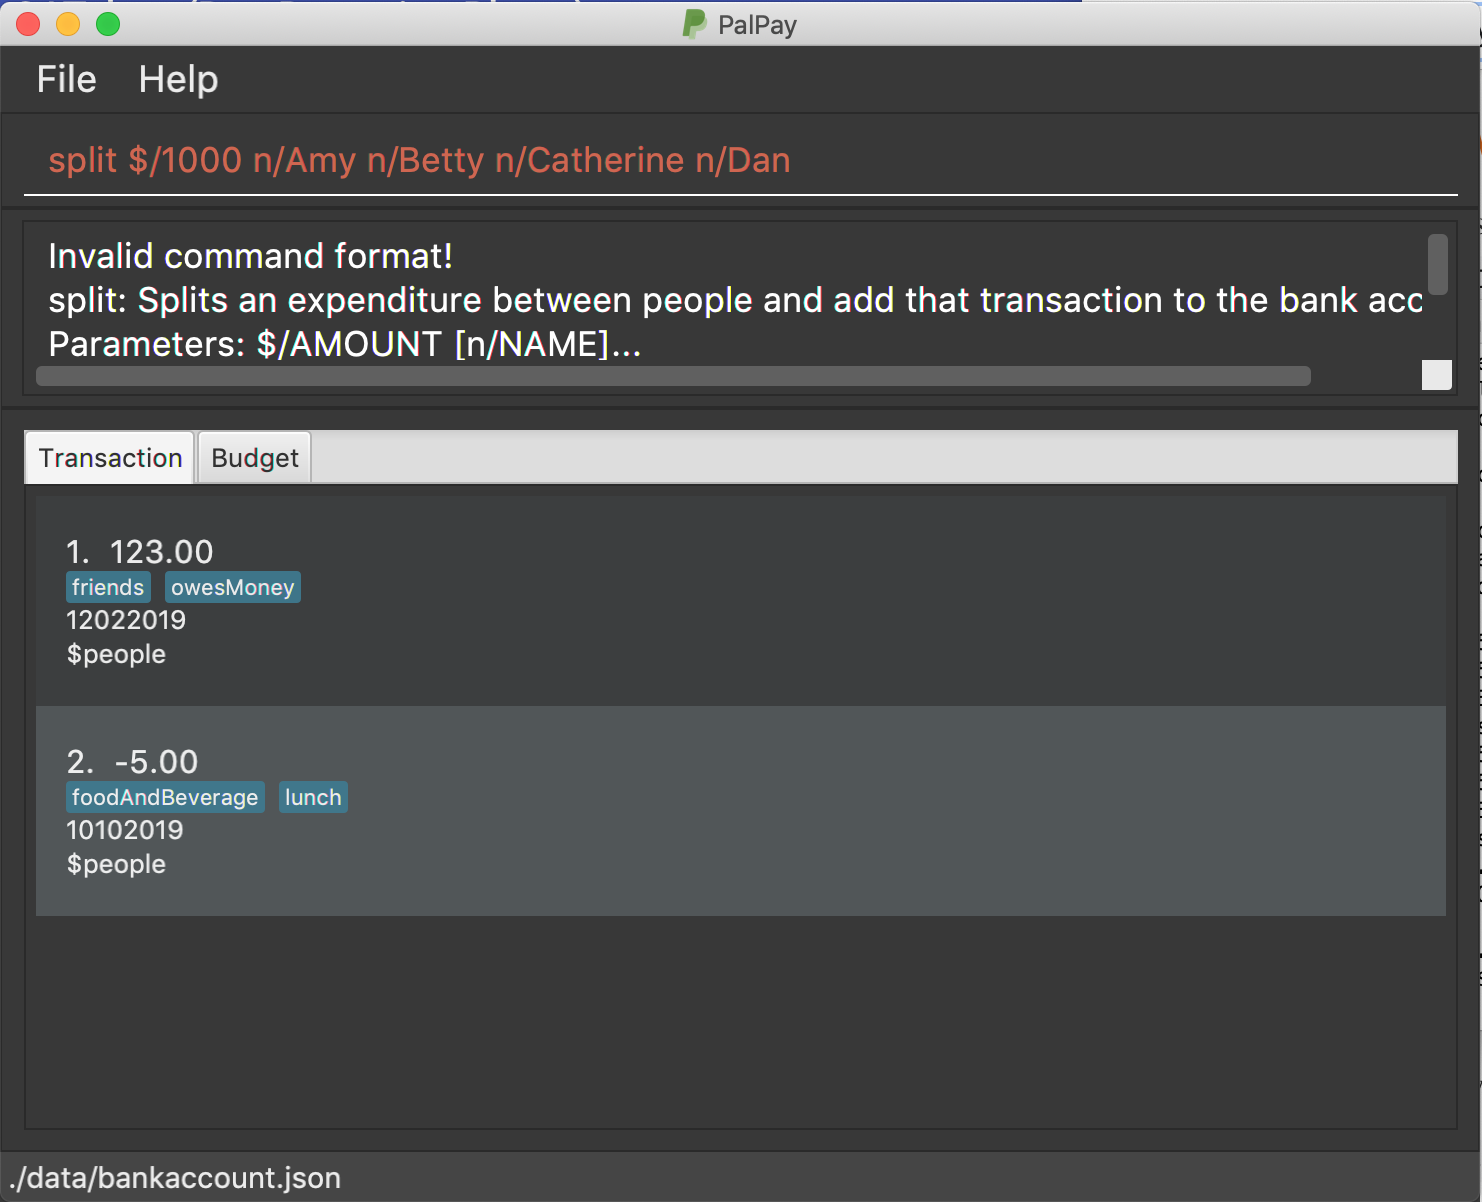 PalPay
File Help
split $/1000 n/Amy n/Betty n/Catherine n/Dan
Invalid command format!
split: Splits an expenditure between people and add that transaction to the bank acc
Parameters: $/AMOUNT [n/NAME]...
Transaction Budget
1. 123.00
friends owesMoney
12022019
$people
2. -5.00
foodAndBeverage lunch
10102019
$people
./data/bankaccount.json